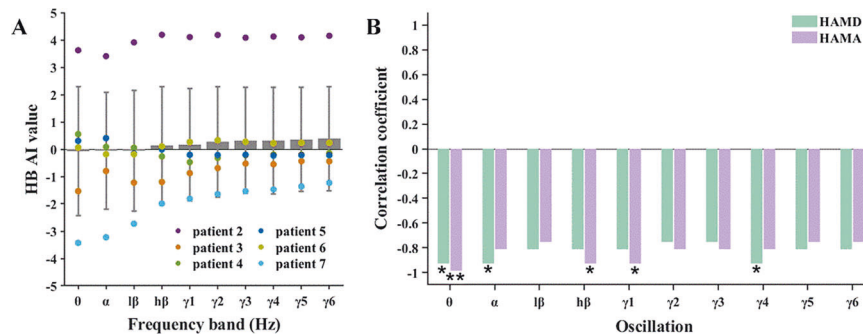 A
HB AI value
5
4
3
2
1
0
-1
-2
-3
-4
-5
patient 2
patient 5
patient 3
patient 6
patient 4
patient 7
θ α lβ hβ γ1 γ2 γ3 γ4 γ5 γ6
Frequency band (Hz)
B
HAMD
HAMA
Correlation coefficient
1
0.8
0.6
0.4
0.2
0
-0.2
-0.4
-0.6
-0.8
-1
* ** * * * *
θ α lβ hβ γ1 γ2 γ3 γ4 γ5 γ6
Oscillation